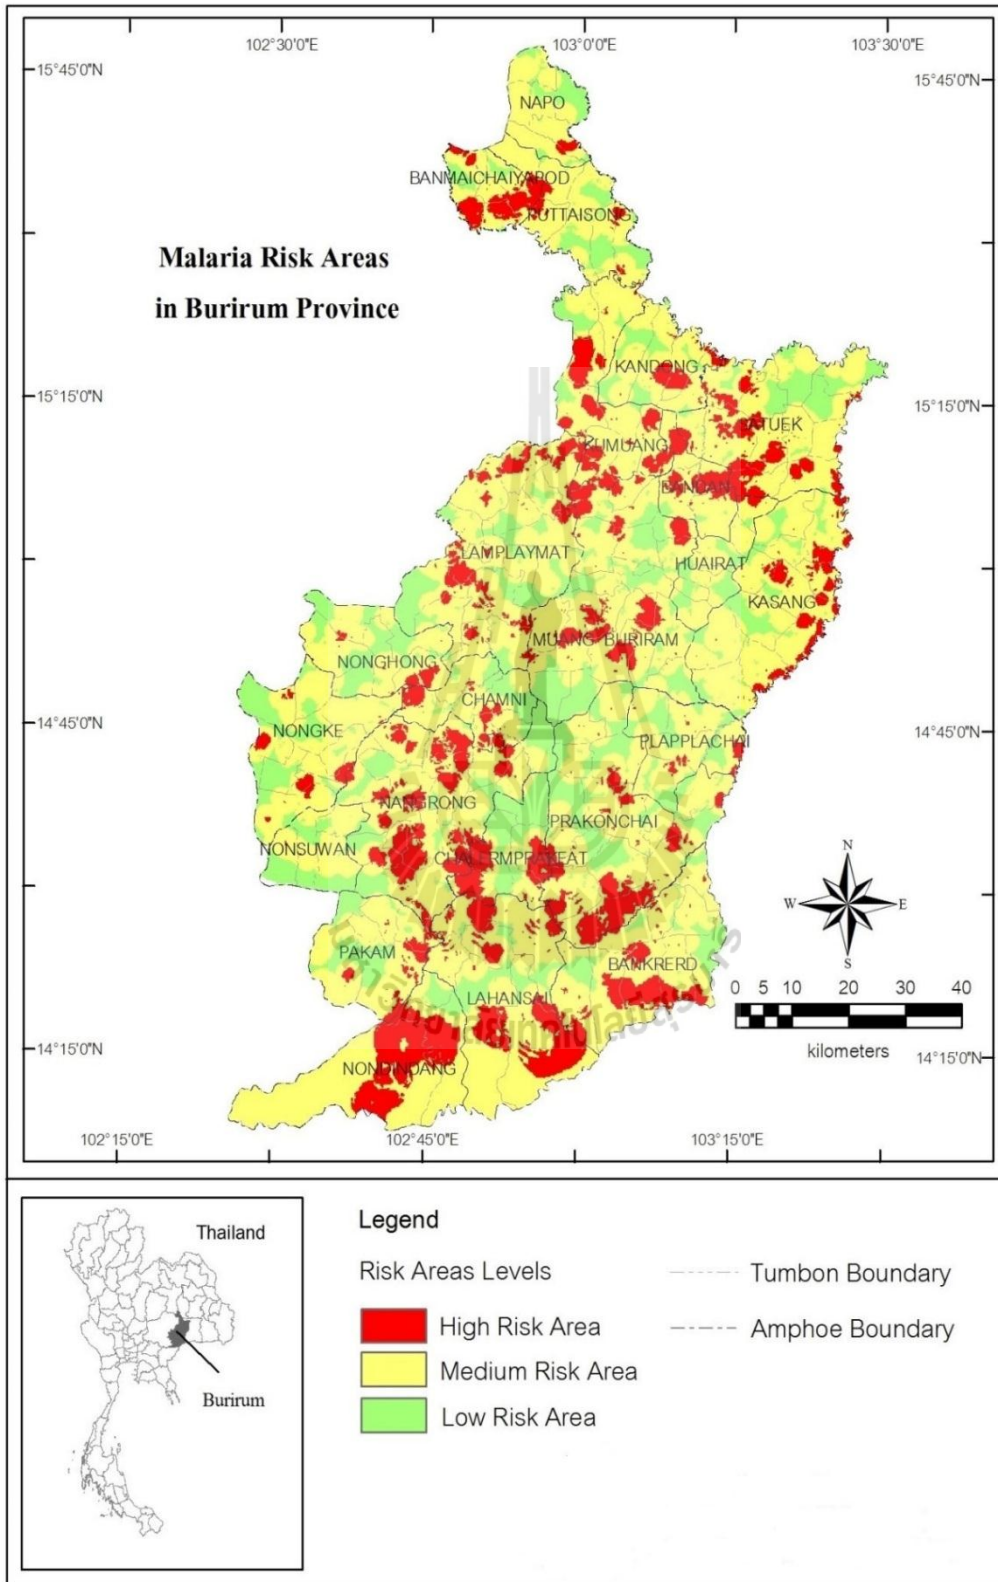 102°30'0"E 103°0'0"E 103°30'0"E
15°45'0"N 15°45'0"N
NAPO
BANMAICHAIYAPOD
PUTTAISONG
Malaria Risk Areas
in Burirum Province
KANDONG
15°15'0"N 15°15'0"N
SATUEK
KUMUANG
BANDAN
LAMPLAYMAT
HUAIRAT
KASANG
MUANG BURIRAM
NONGHONG
CHAMNI
NONGKE
PLAPPLACHAI
14°45'0"N 14°45'0"N
NANGRONG
PRAKONCHAI
NONSUWAN
CHALERMPRAKEAT
N
W E
S
PAKAM
BANKRERD
0 5 10 20 30 40
kilometers
LAHANSAI
14°15'0"N 14°15'0"N
NONDINDANG
102°15'0"E 102°45'0"E 103°15'0"E
Thailand
Burirum
Legend
Risk Areas Levels
High Risk Area
Medium Risk Area
Low Risk Area
Tumbon Boundary
Amphoe Boundary